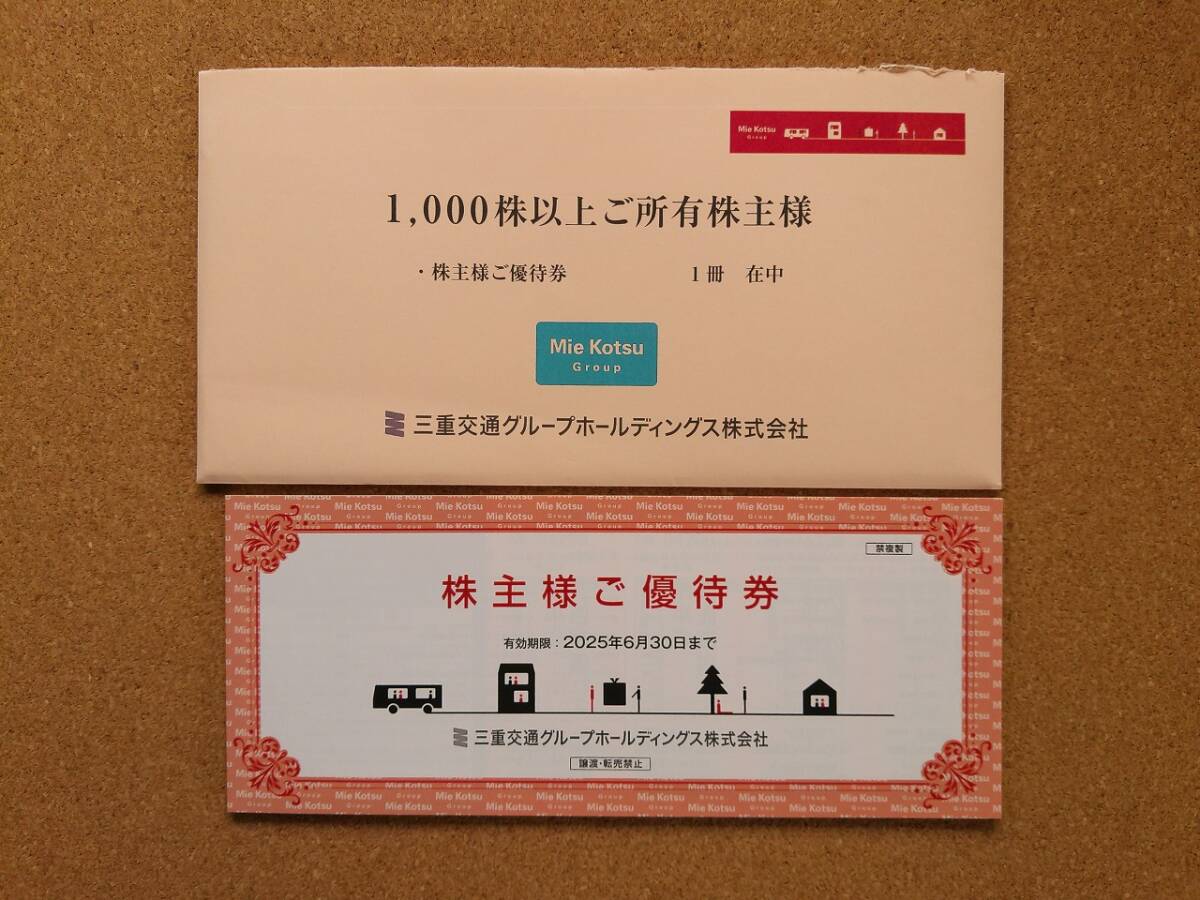 Mie Kotsu
Group
1,000株以上ご所有株主様
・株主様ご優待券 1冊 在中
Mie Kotsu
Group
三重交通グループホールディングス株式会社
禁複製
株主様ご優待券
有効期限：2025年6月30日まで
三重交通グループホールディングス株式会社
譲渡・転売禁止